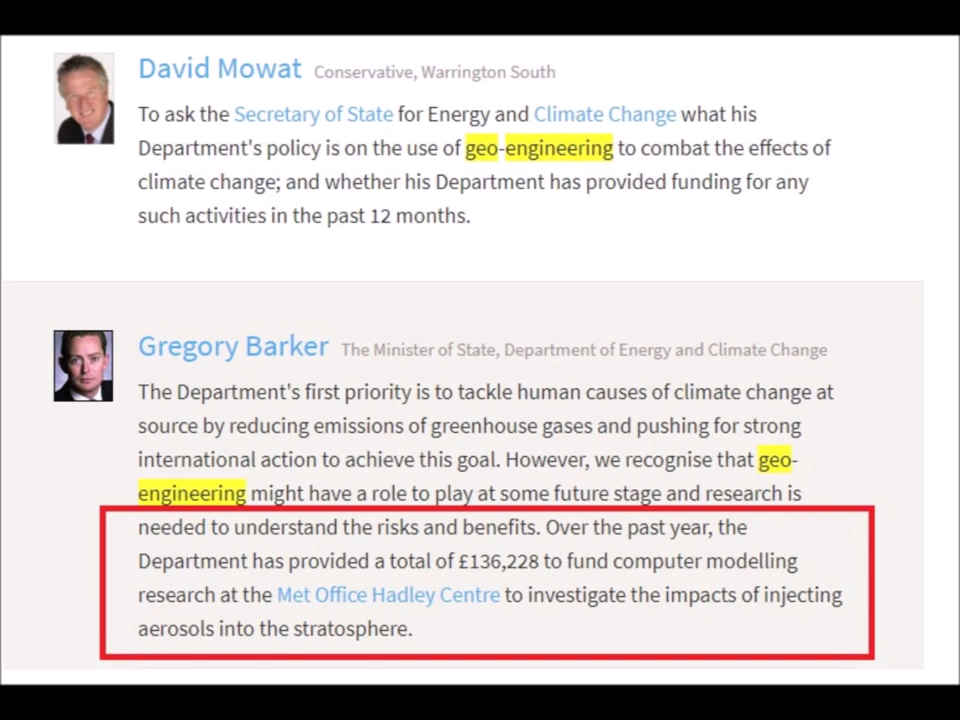 David Mowat Conservative, Warrington South
To ask the Secretary of State for Energy and Climate Change what his
Department's policy is on the use of geo-engineering to combat the effects of
climate change; and whether his Department has provided funding for any
such activities in the past 12 months.
Gregory Barker The Minister of State, Department of Energy and Climate Change
The Department's first priority is to tackle human causes of climate change at
source by reducing emissions of greenhouse gases and pushing for strong
international action to achieve this goal. However, we recognise that geo-
engineering might have a role to play at some future stage and research is
needed to understand the risks and benefits. Over the past year, the
Department has provided a total of £136,228 to fund computer modelling
research at the Met Office Hadley Centre to investigate the impacts of injecting
aerosols into the stratosphere.